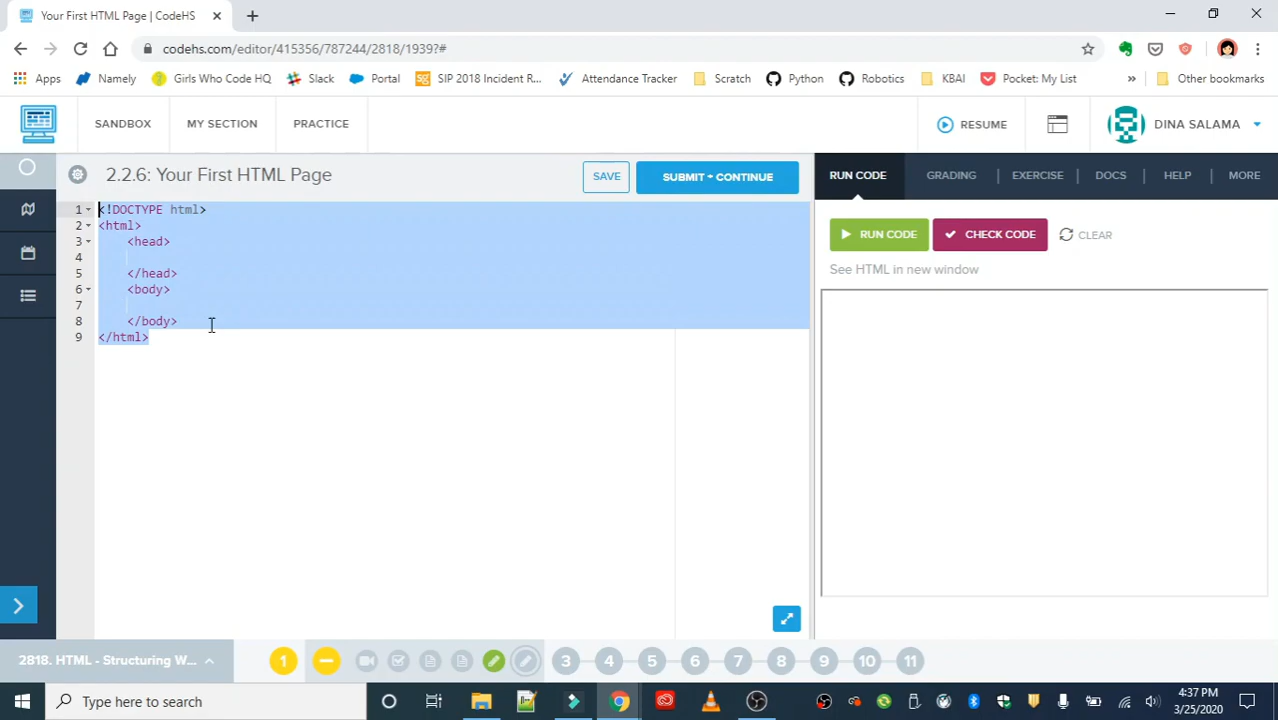 Your First HTML Page | CodeHS
codehs.com/editor/415356/787244/2818/1939?#
Apps Namely Girls Who Code HQ Slack Portal SIP 2018 Incident R... Attendance Tracker Scratch Python Robotics KBAI Pocket: My List » Other bookmarks
SANDBOX MY SECTION PRACTICE RESUME DINA SALAMA
2.2.6: Your First HTML Page SAVE SUBMIT + CONTINUE RUN CODE GRADING EXERCISE DOCS HELP MORE
1 <!DOCTYPE html>
2 <html>
3 <head>
4
5 </head>
6 <body>
7
8 </body>
9 </html>
RUN CODE CHECK CODE CLEAR
See HTML in new window
2818. HTML - Structuring W... 1 3 4 5 6 7 8 9 10 11
Type here to search
4:37 PM
3/25/2020